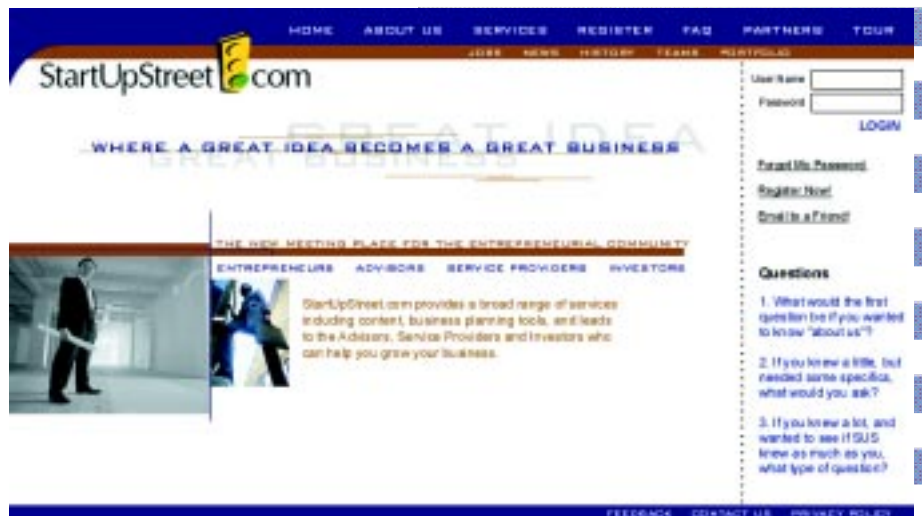 HOME ABOUT US SERVICES REGISTER FAQ PARTNERS TOUR
JOBS NEWS HISTORY TEAMS PORTFOLIO
StartUpStreet.com
User Name
Password
LOGIN
GREAT IDEA
WHERE A GREAT IDEA BECOMES A GREAT BUSINESS
GREAT BUSINESS
Forgot My Password
Register Now!
Email to a Friend!
THE NEW MEETING PLACE FOR THE ENTREPRENEURIAL COMMUNITY
ENTREPRENEURS ADVISORS SERVICE PROVIDERS INVESTORS
StartUpStreet.com provides a broad range of services
including content, business planning tools, and leads
to the Advisors, Service Providers and Investors who
can help you grow your business.
Questions
1. What would the first
question be if you wanted
to know "about us"?
2. If you knew a little, but
needed some specifics,
what would you ask?
3. If you knew a lot, and
wanted to see if SUS
knew as much as you,
what type of question?
FEEDBACK CONTACT US PRIVACY POLICY